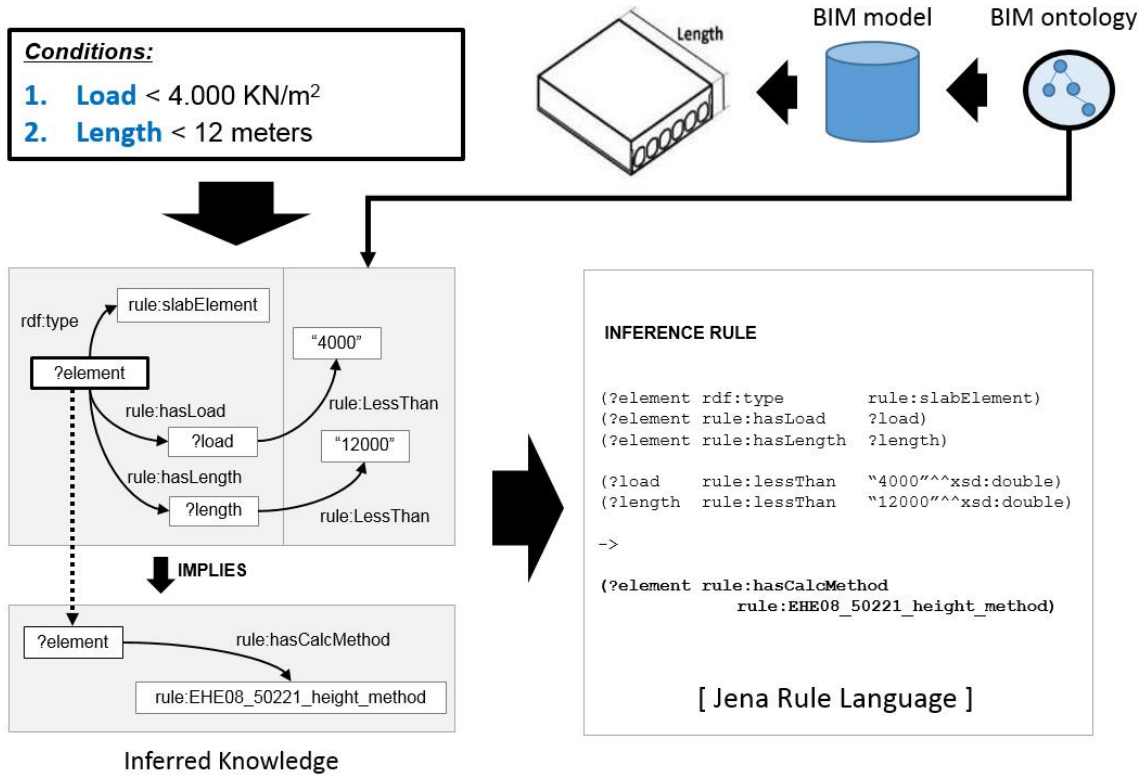 Conditions:
1. Load < 4.000 KN/m²
2. Length < 12 meters
Length
BIM model
BIM ontology
rdf:type
rule:slabElement
?element
rule:hasLoad
?load
rule:hasLength
?length
“4000”
rule:LessThan
“12000”
rule:LessThan
IMPLIES
?element
rule:hasCalcMethod
rule:EHE08_50221_height_method
Inferred Knowledge
INFERENCE RULE
(?element rdf:type rule:slabElement)
(?element rule:hasLoad ?load)
(?element rule:hasLength ?length)
(?load rule:lessThan “4000”^^xsd:double)
(?length rule:lessThan “12000”^^xsd:double)
->
(?element rule:hasCalcMethod
rule:EHE08_50221_height_method)
[ Jena Rule Language ]